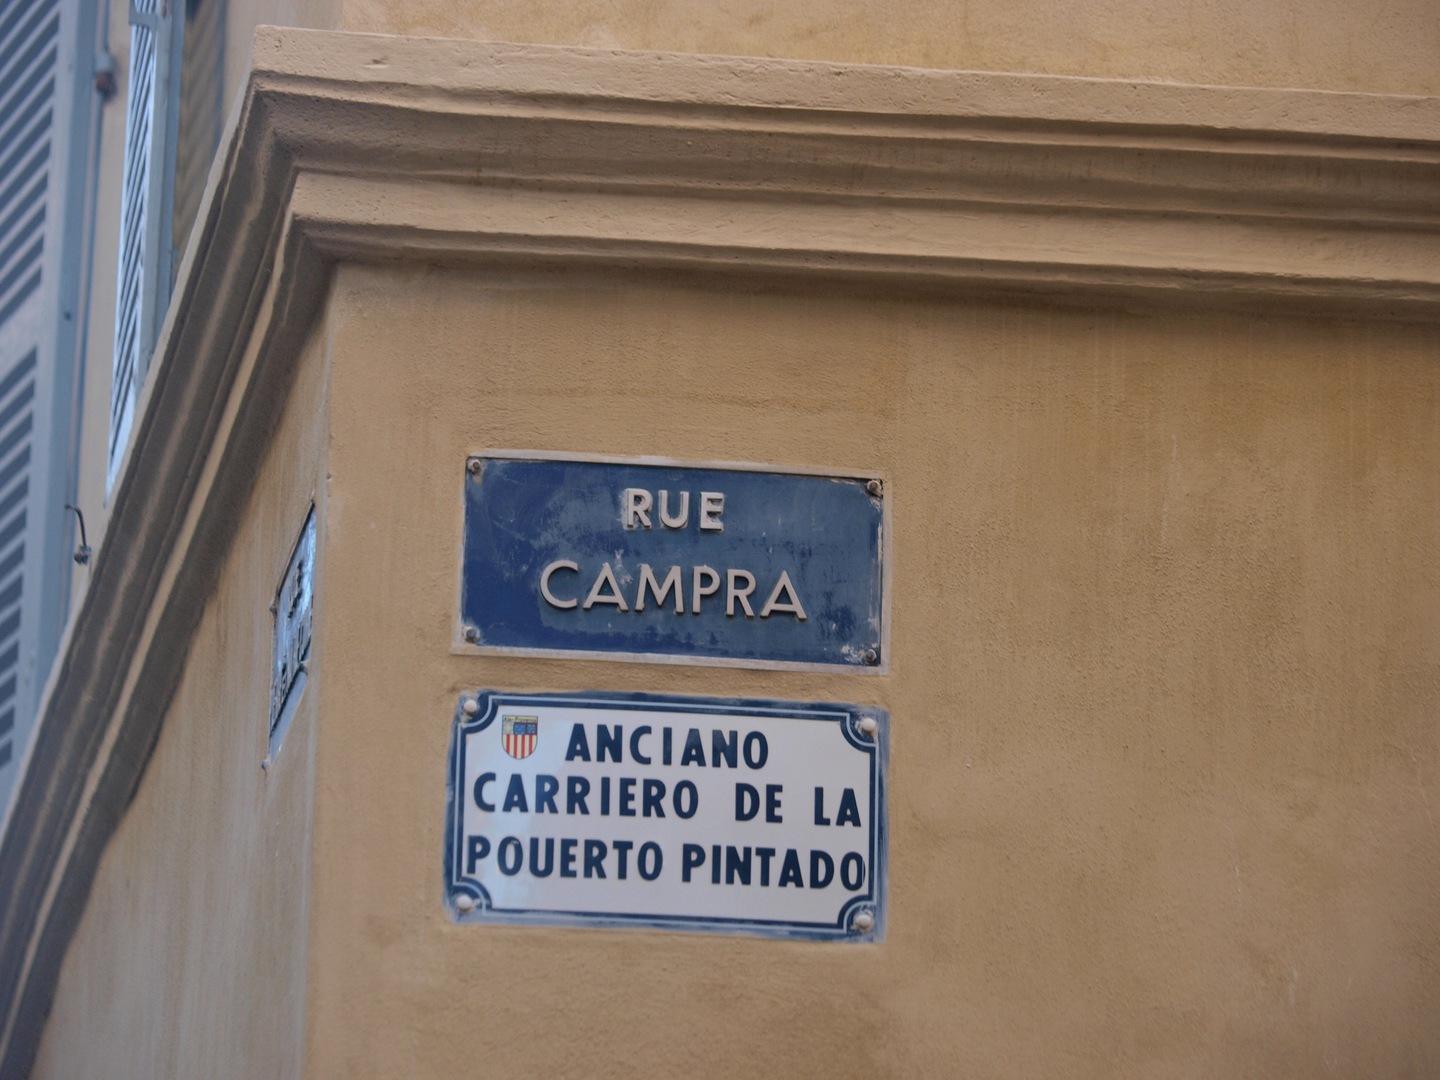 RUE
CAMPRA
ANCIANO
CARRIERO DE LA
POUERTO PINTADO